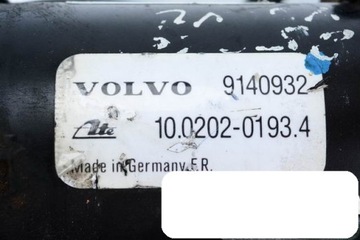 VOLVO 9140932
Ate 10.0202-0193.4
Made in Germany F.R.